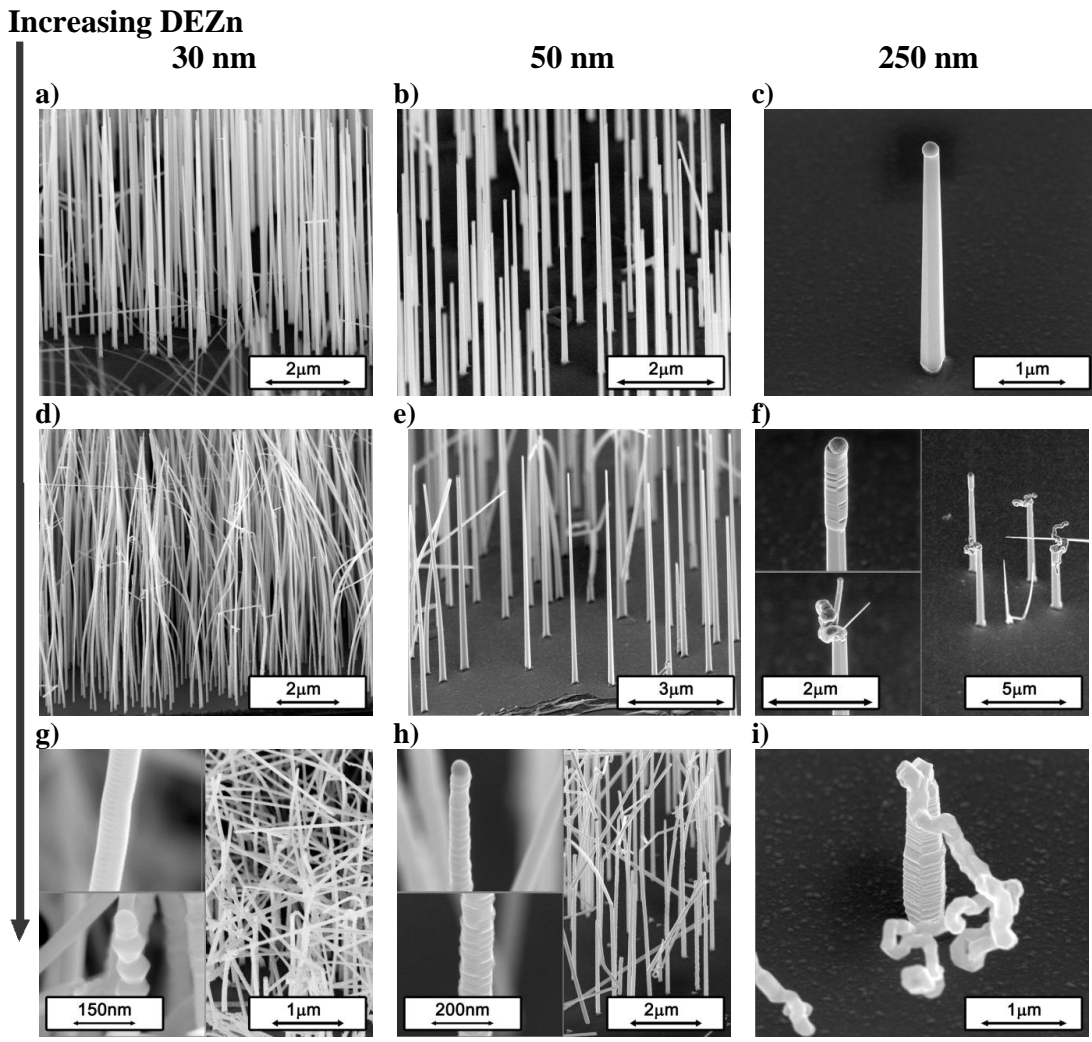 Increasing DEZn
30 nm 50 nm 250 nm
a) b) c)
2μm 2μm 1μm
d) e) f)
2μm 3μm 2μm 5μm
g) h) i)
150nm 1μm 200nm 2μm 1μm